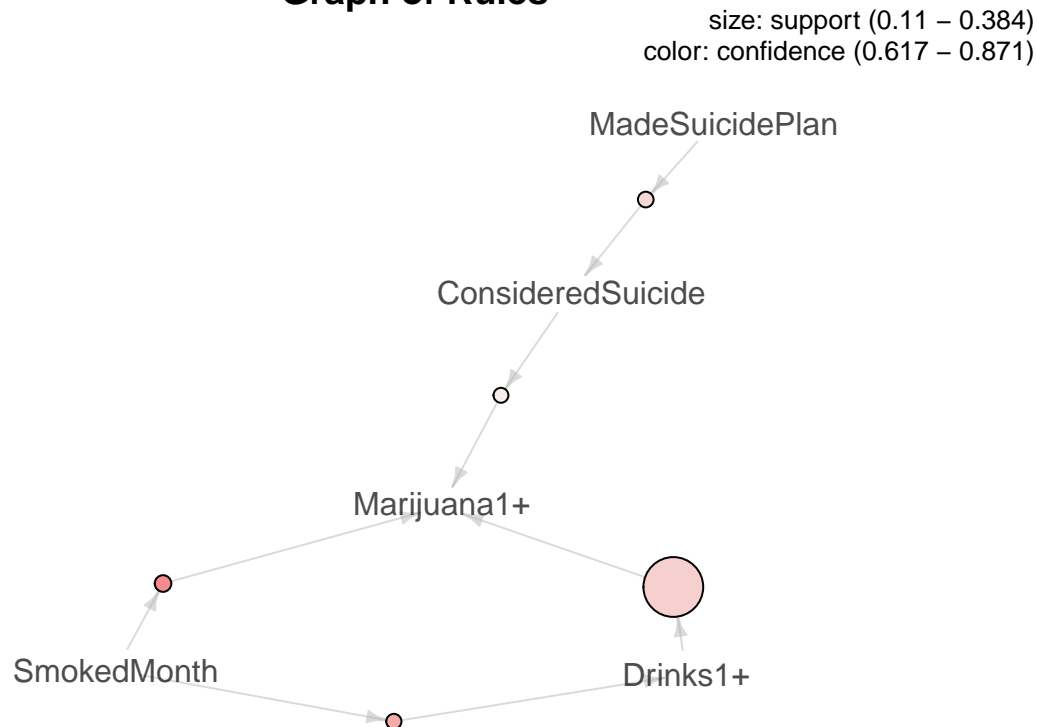 Graph of Rules
size: support (0.11 − 0.384)
color: confidence (0.617 − 0.871)
MadeSuicidePlan
ConsideredSuicide
Marijuana1+
SmokedMonth
Drinks1+